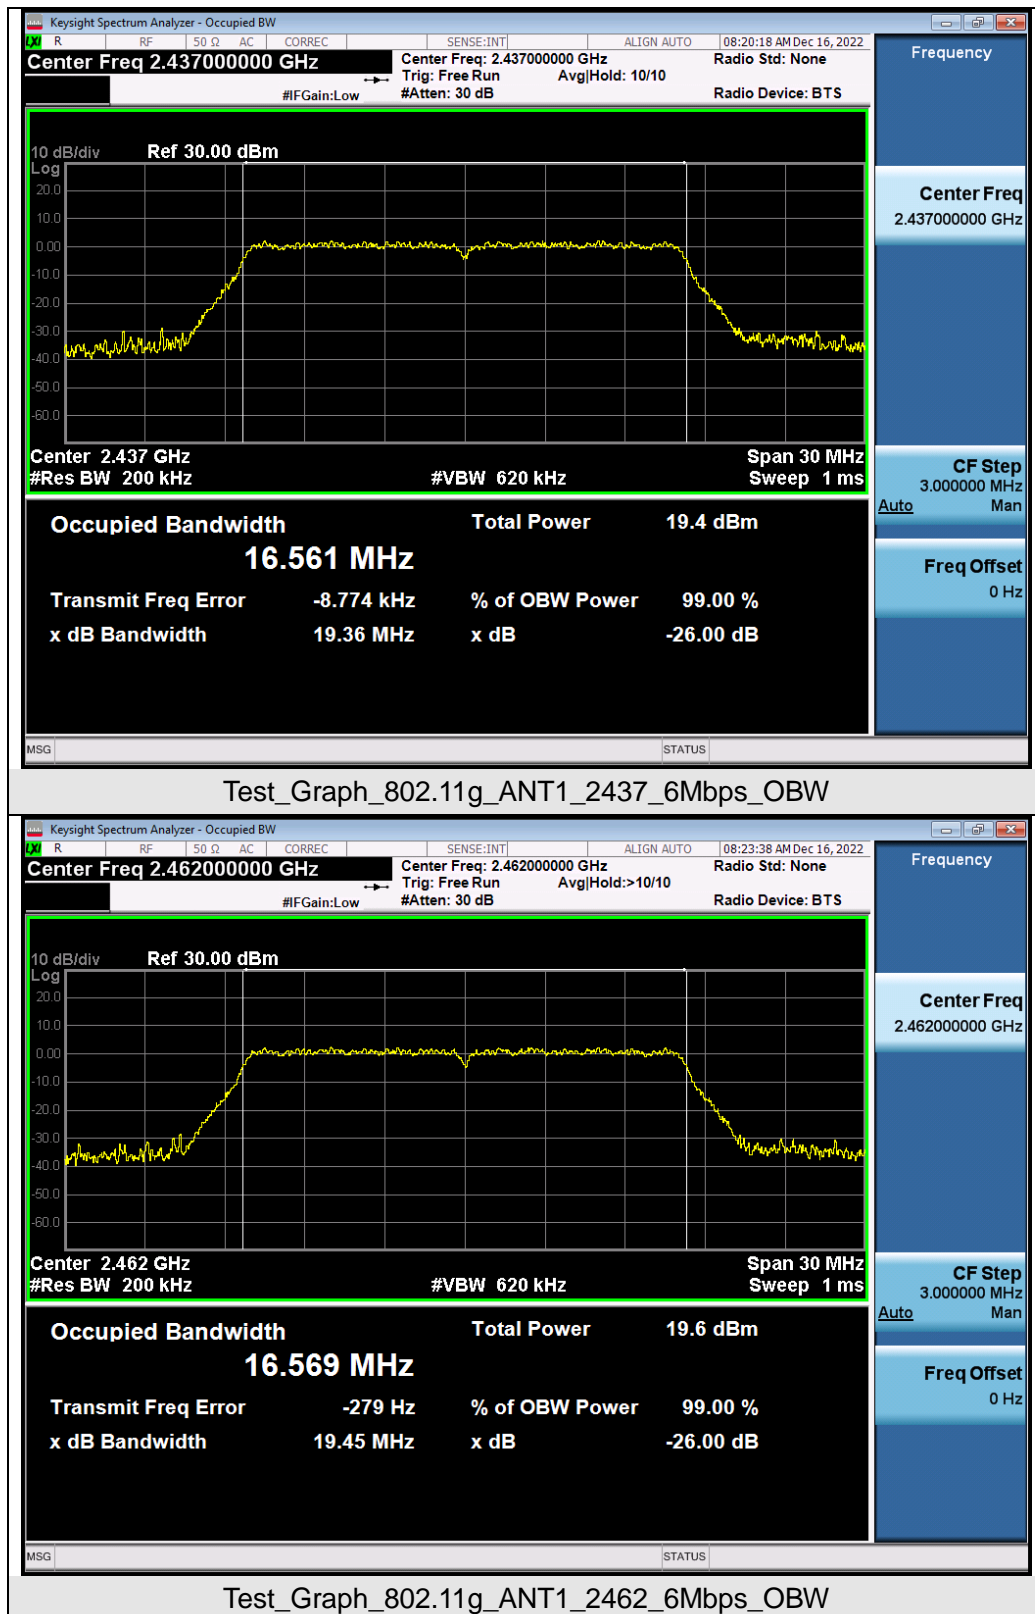 Keysight Spectrum Analyzer - Occupied BW
LXI R RF 50 Ω AC CORREC SENSE:INT ALIGN AUTO 08:20:18 AM Dec 16, 2022
Center Freq 2.437000000 GHz Center Freq: 2.437000000 GHz Radio Std: None Frequency
Trig: Free Run Avg|Hold: 10/10
#IFGain:Low #Atten: 30 dB Radio Device: BTS
10 dB/div Ref 30.00 dBm
Log
20.0
10.0
0.00
-10.0
-20.0
-30.0
-40.0
-50.0
-60.0
Center Freq
2.437000000 GHz
Center 2.437 GHz Span 30 MHz
#Res BW 200 kHz #VBW 620 kHz Sweep 1 ms
CF Step
3.000000 MHz
Auto Man
Occupied Bandwidth Total Power 19.4 dBm
16.561 MHz
Freq Offset
0 Hz
Transmit Freq Error -8.774 kHz % of OBW Power 99.00 %
x dB Bandwidth 19.36 MHz x dB -26.00 dB
MSG STATUS
Test_Graph_802.11g_ANT1_2437_6Mbps_OBW
Keysight Spectrum Analyzer - Occupied BW
LXI R RF 50 Ω AC CORREC SENSE:INT ALIGN AUTO 08:23:38 AM Dec 16, 2022
Center Freq 2.462000000 GHz Center Freq: 2.462000000 GHz Radio Std: None Frequency
Trig: Free Run Avg|Hold:>10/10
#IFGain:Low #Atten: 30 dB Radio Device: BTS
10 dB/div Ref 30.00 dBm
Log
20.0
10.0
0.00
-10.0
-20.0
-30.0
-40.0
-50.0
-60.0
Center Freq
2.462000000 GHz
Center 2.462 GHz Span 30 MHz
#Res BW 200 kHz #VBW 620 kHz Sweep 1 ms
CF Step
3.000000 MHz
Auto Man
Occupied Bandwidth Total Power 19.6 dBm
16.569 MHz
Freq Offset
0 Hz
Transmit Freq Error -279 Hz % of OBW Power 99.00 %
x dB Bandwidth 19.45 MHz x dB -26.00 dB
MSG STATUS
Test_Graph_802.11g_ANT1_2462_6Mbps_OBW